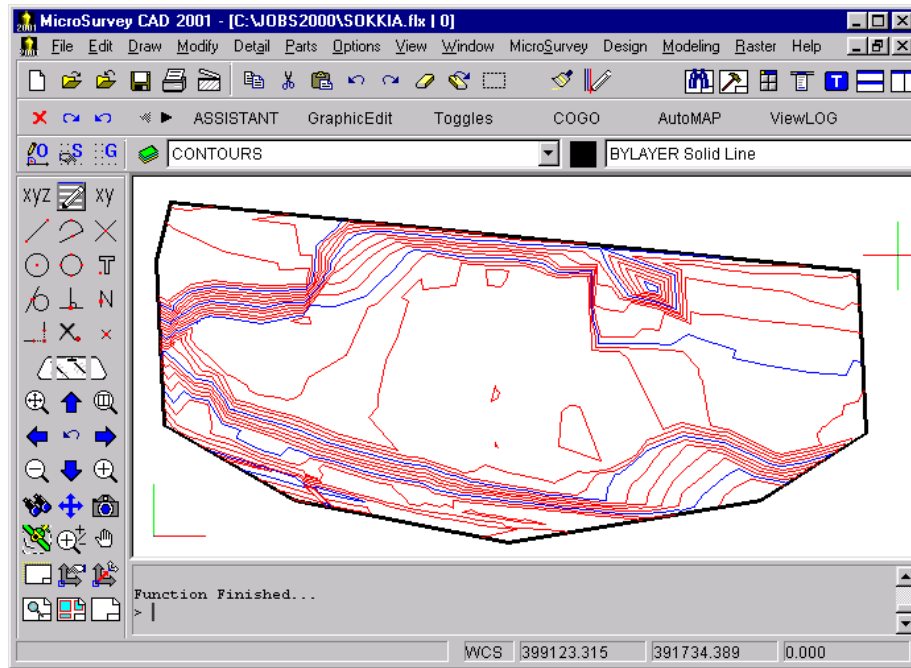 MicroSurvey CAD 2001 - [C:\JOBS2000\SOKKIA.flx | 0]
File Edit Draw Modify Detail Parts Options View Window MicroSurvey Design Modeling Raster Help
T
ASSISTANT GraphicEdit Toggles COGO AutoMAP ViewLOG
O S G CONTOURS BYLAYER Solid Line
XYZ XY
T
N
X
Function Finished...
> |
WCS 399123.315 391734.389 0.000